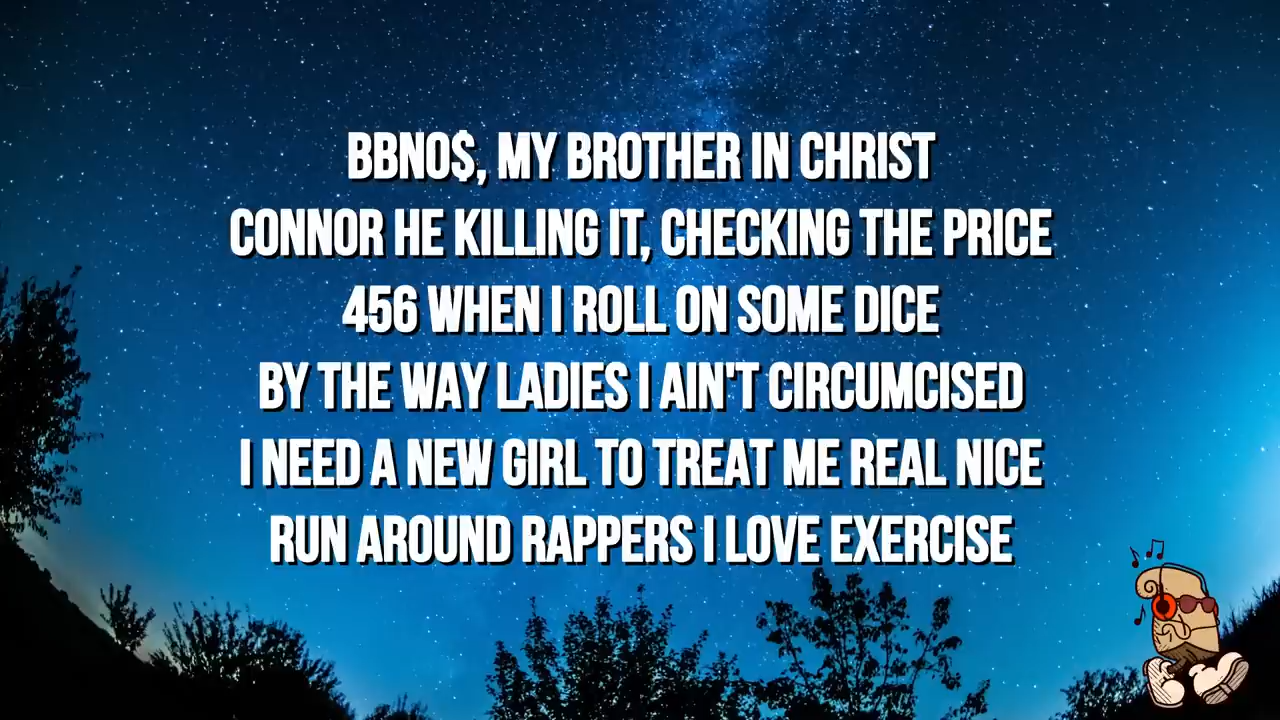 BBNO$, MY BROTHER IN CHRIST
CONNOR HE KILLING IT, CHECKING THE PRICE
456 WHEN I ROLL ON SOME DICE
BY THE WAY LADIES I AIN'T CIRCUMCISED
I NEED A NEW GIRL TO TREAT ME REAL NICE
RUN AROUND RAPPERS I LOVE EXERCISE